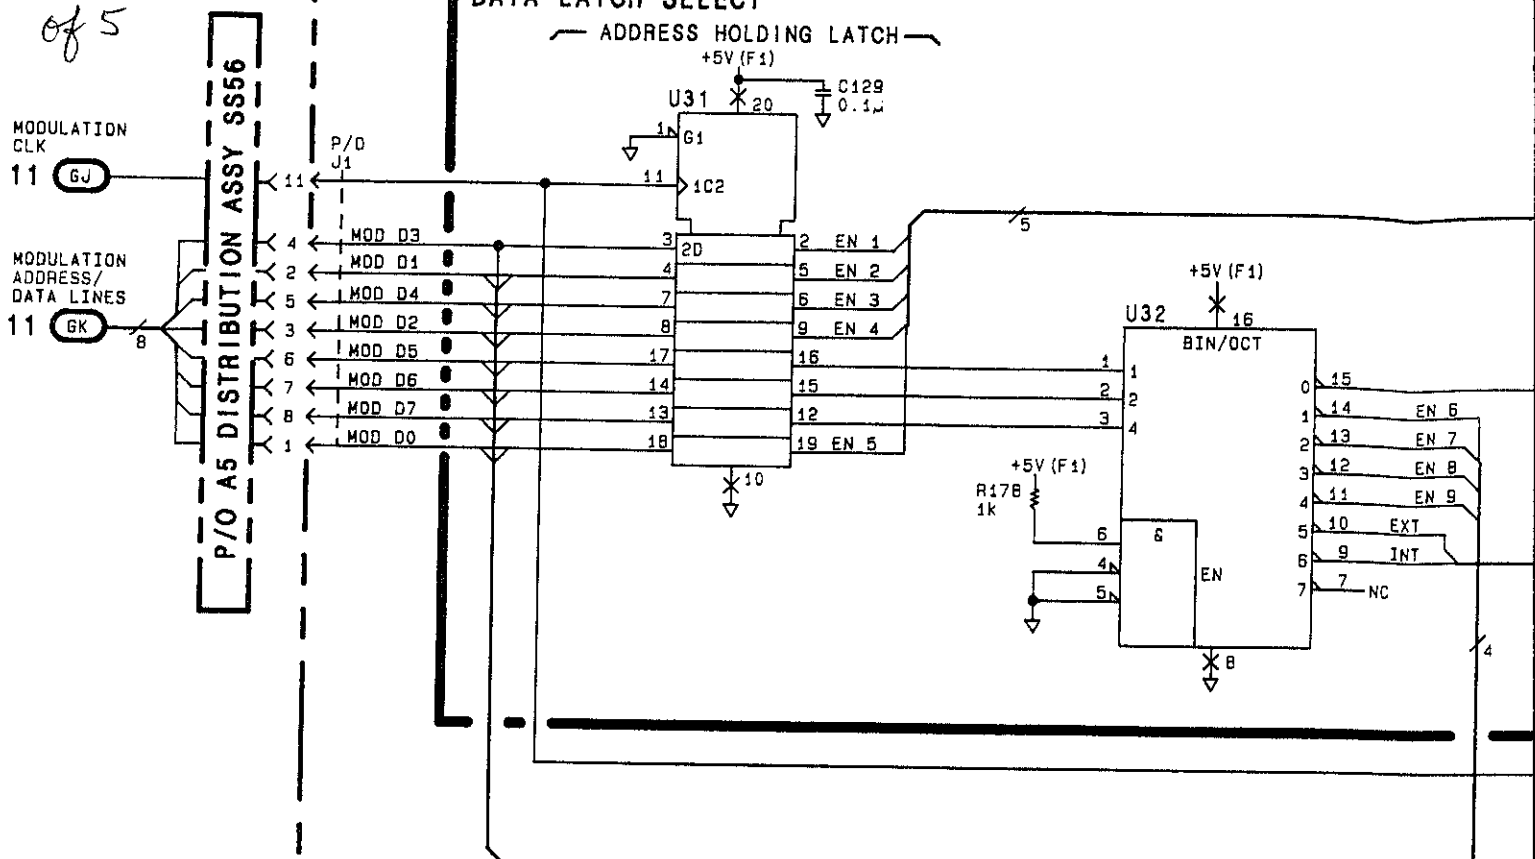 of 5
DATA LATCH SELECT
ADDRESS HOLDING LATCH
+5V (F1)
C129
0.1µ
U31
20
1
G1
11
1C2
P/O A5 DISTRIBUTION ASSY SS56
MODULATION
CLK
11 GJ
P/O
J1
11
MODULATION
ADDRESS/
DATA LINES
11 GK
8
4 MOD D3 3 2D 2 EN 1
2 MOD D1 4 5 EN 2
5 MOD D4 7 6 EN 3
3 MOD D2 8 9 EN 4
6 MOD D5 17 16
7 MOD D6 14 15
8 MOD D7 13 12
1 MOD D0 18 19 EN 5
10
5
+5V (F1)
U32
16
BIN/OCT
1 1
2 2
3 4
0 15
1 14 EN 6
2 13 EN 7
3 12 EN 8
4 11 EN 9
5 10 EXT
6 9 INT
7 7 NC
+5V (F1)
R178
1k
6
4
5
&
EN
8
4